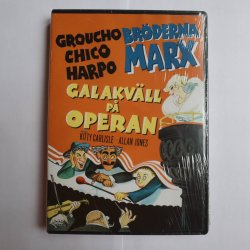 GROUCHO
CHICO
HARPO
BRÖDERNA
MARX
GALAKVÄLL
PÅ
OPERAN
KITTY CARLISLE ALLAN JONES